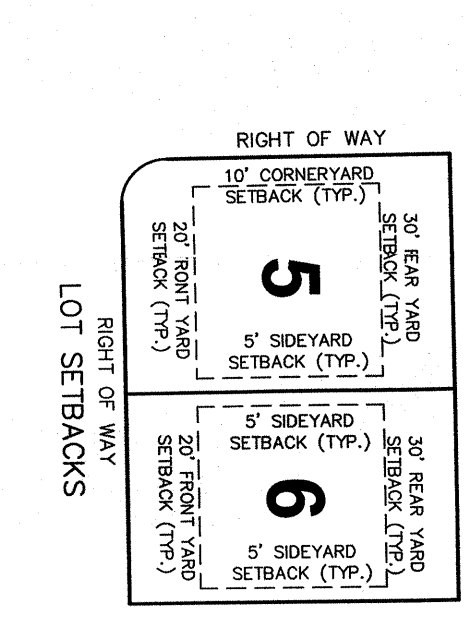 RIGHT OF WAY
10' CORNERYARD
SETBACK (TYP.)
20' RONT YARD
SETBACK (TYP.)
5
30' REAR YARD
SETBACK (TYP.)
5' SIDEYARD
SETBACK (TYP.)
5' SIDEYARD
SETBACK (TYP.)
20' FRONT YARD
SETBACK (TYP.)
6
30' REAR YARD
SETBACK (TYP.)
5' SIDEYARD
SETBACK (TYP.)
RIGHT OF WAY
LOT SETBACKS